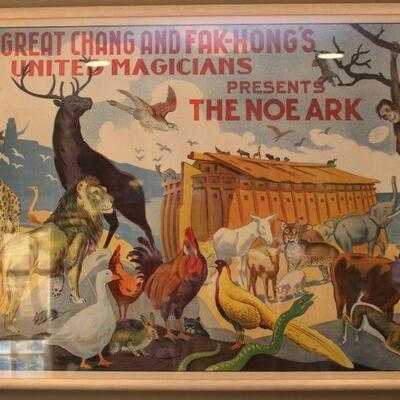 GREAT CHANG AND FAK-HONG'S
UNITED MAGICIANS
PRESENTS
THE NOE ARK